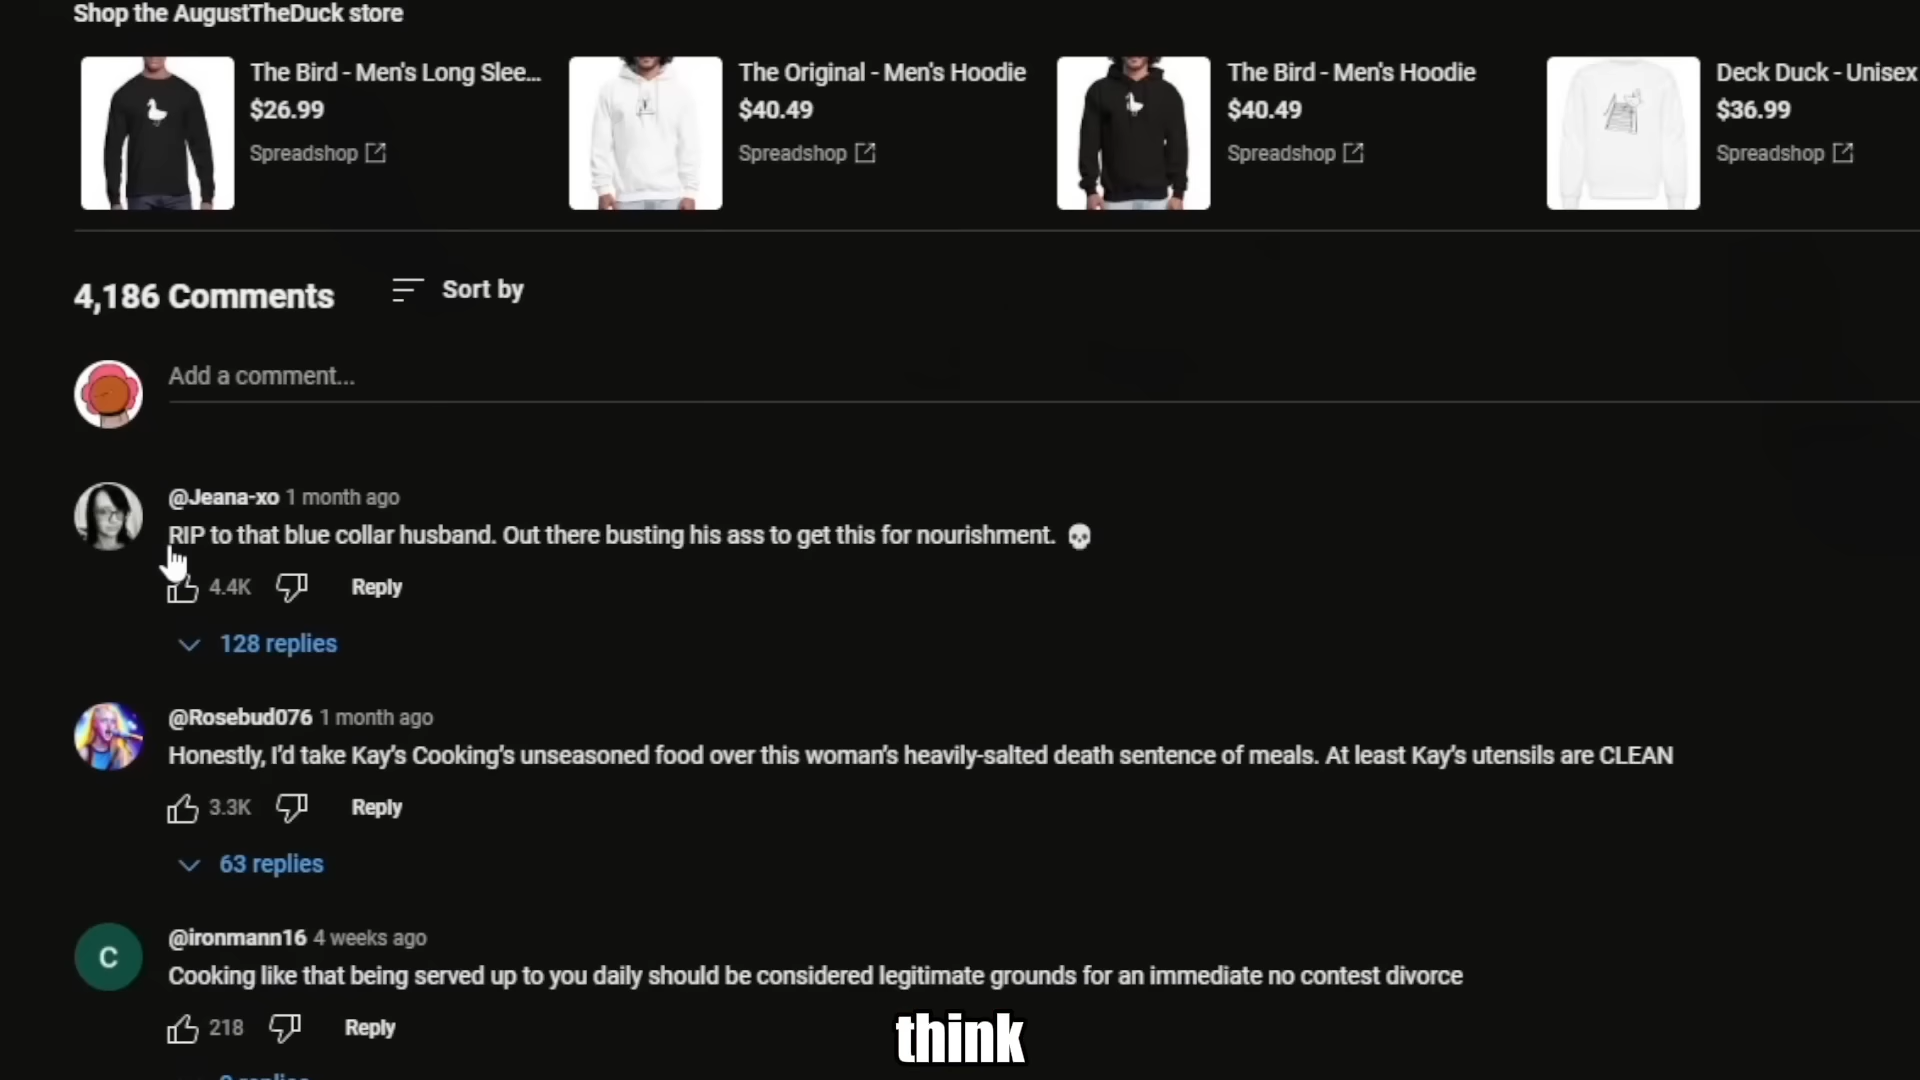 Shop the AugustTheDuck store
The Bird - Men's Long Slee...
$26.99
Spreadshop
The Original - Men's Hoodie
$40.49
Spreadshop
The Bird - Men's Hoodie
$40.49
Spreadshop
Deck Duck - Unisex
$36.99
Spreadshop
4,186 Comments
Sort by
Add a comment...
@Jeana-xo 1 month ago
RIP to that blue collar husband. Out there busting his ass to get this for nourishment. 💀
4.4K
Reply
128 replies
@Rosebud076 1 month ago
Honestly, I'd take Kay's Cooking's unseasoned food over this woman's heavily-salted death sentence of meals. At least Kay's utensils are CLEAN
3.3K
Reply
63 replies
C
@ironmann16 4 weeks ago
Cooking like that being served up to you daily should be considered legitimate grounds for an immediate no contest divorce
218
Reply
think
replies